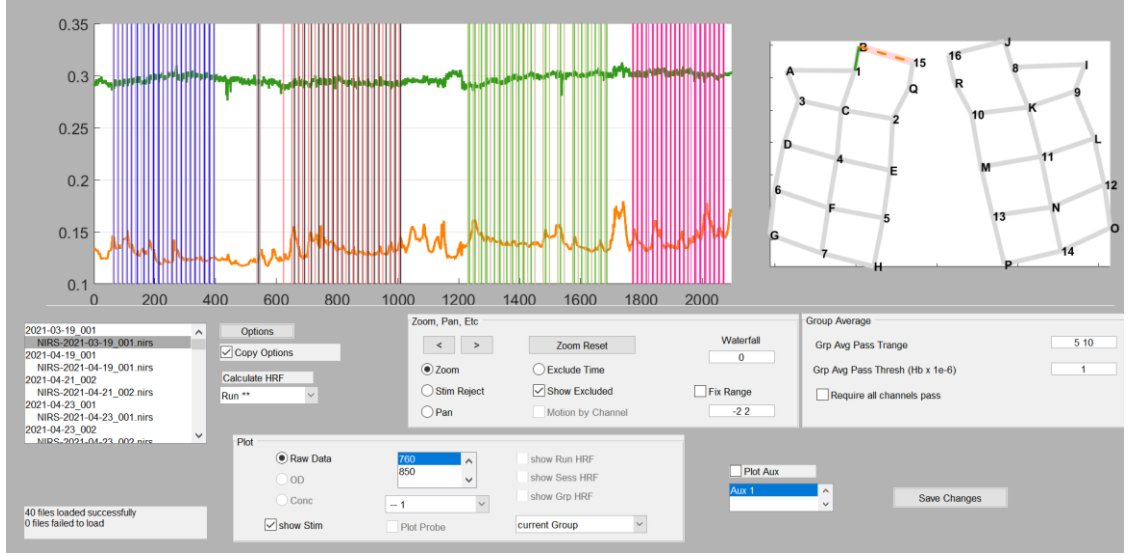 0.35
0.3
0.25
0.2
0.15
0.1
0 200 400 600 800 1000 1200 1400 1600 1800 2000
B 15 16 J
A 1 8 I
Q R 9
3 C 2 10 K
D 4 E M 11 L
6 F 5 13 N 12
G 7 H P 14 O
2021-03-19_001
NIRS-2021-03-19_001.nirs
2021-04-19_001
NIRS-2021-04-19_001.nirs
2021-04-21_002
NIRS-2021-04-21_002.nirs
2021-04-23_001
NIRS-2021-04-23_001.nirs
2021-04-23_002
NIRS-2021-04-23_002.nirs
Options
Copy Options
Calculate HRF
Run **
Zoom, Pan, Etc
< > Zoom Reset
Waterfall
0
Zoom Exclude Time
Stim Reject Show Excluded Fix Range
Pan Motion by Channel -2 2
Group Average
Grp Avg Pass Trange 5 10
Grp Avg Pass Thresh (Hb x 1e-6) 1
Require all channels pass
Plot
Raw Data 760 show Run HRF
OD 850 show Sess HRF
Conc -- 1 show Grp HRF
show Stim Plot Probe current Group
Plot Aux
Aux 1
Save Changes
40 files loaded successfully
0 files failed to load